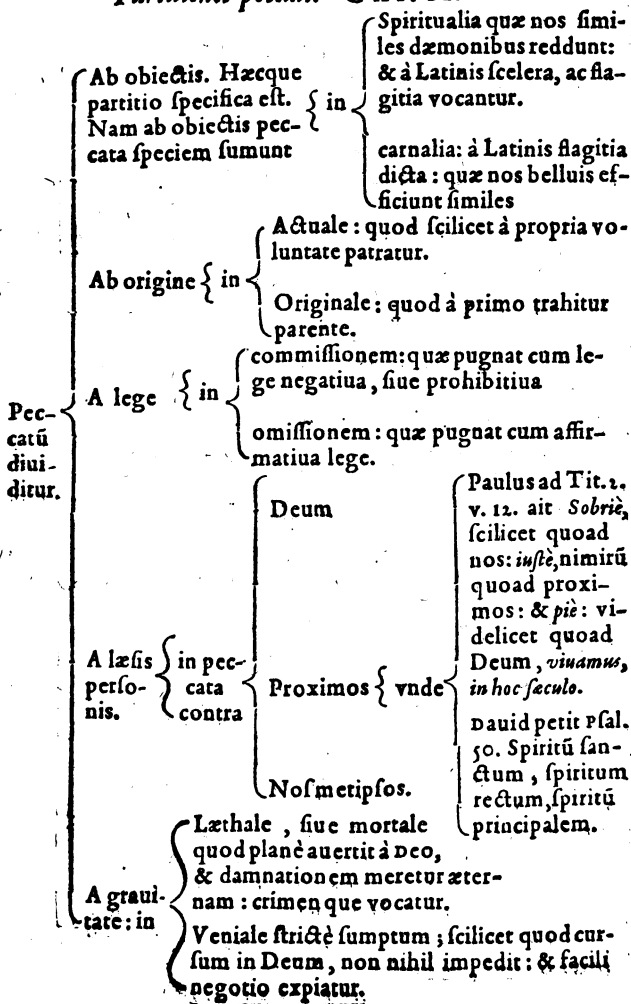 Peccatū
diui-
ditur.
Ab obiectis. Hæcque
partitio ſpecifica eſt.
Nam ab obiectis pec-
cata ſpeciem ſumunt
in
Spiritualia quæ nos ſimi-
les dæmonibus reddunt:
& à Latinis ſcelera, ac fla-
gitia vocantur.
carnalia: à Latinis flagitia
dicta: quæ nos belluis ef-
ficiunt ſimiles
Ab origine { in
Actuale: quod ſcilicet à propria vo-
luntate patratur.
Originale: quod à primo trahitur
parente.
A lege { in
commiſſionem: quæ pugnat cum le-
ge negatiua, ſiue prohibitiua
omiſſionem: quæ pugnat cum affir-
matiua lege.
A læſis
perſo-
nis.
in pec-
cata
contra
Deum
Proximos { vnde
Noſmetipſos.
Paulus ad Tit. 2.
v. 12. ait Sobriè,
ſcilicet quoad
nos: iuſtè, nimirū
quoad proxi-
mos: & piè: vi-
delicet quoad
Deum, viuamus,
in hoc ſæculo.
Dauid petit Pſal.
50. Spiritū ſan-
ctum, ſpiritum
rectum, ſpiritū
principalem.
A graui-
tate: in
Læthale, ſiue mortale
quod planè auertit à Deo,
& damnationem meretur æter-
nam: crimenque vocatur.
Veniale ſtrictè ſumptum; ſcilicet quod cur-
ſum in Deum, non nihil impedit: & facili
negotio expiatur.